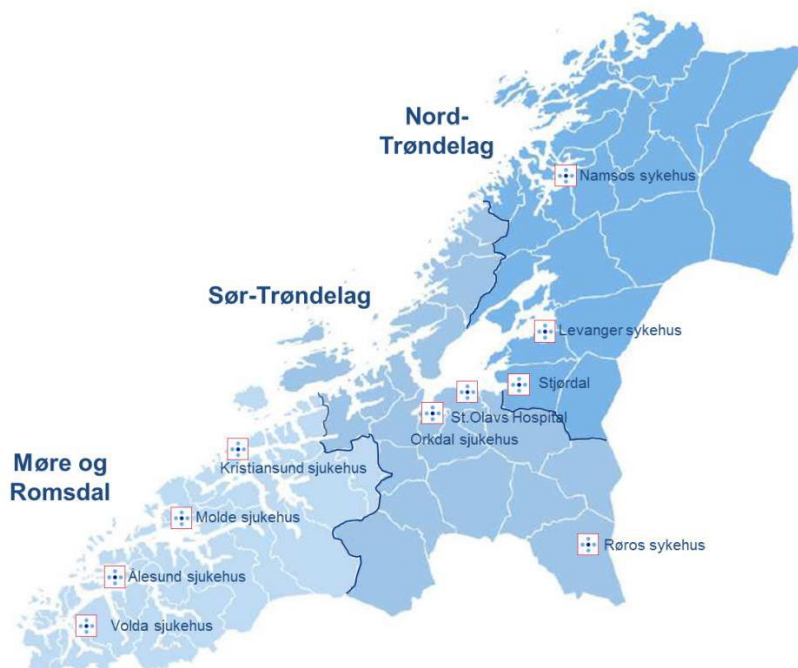 Nord-
Trøndelag
Namsos sykehus
Sør-Trøndelag
Levanger sykehus
Stjørdal
St.Olavs Hospital
Orkdal sjukehus
Kristiansund sjukehus
Møre og
Romsdal
Molde sjukehus
Røros sykehus
Ålesund sjukehus
Volda sjukehus